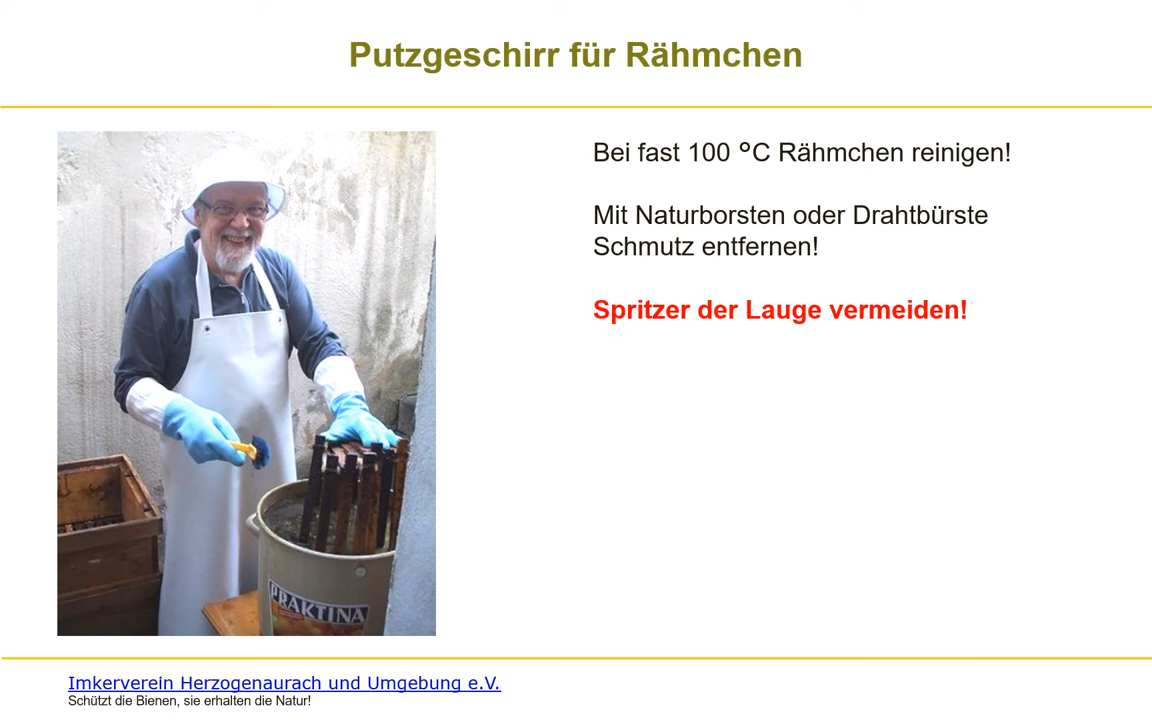 Putzgeschirr für Rähmchen
Bei fast 100 °C Rähmchen reinigen!
Mit Naturborsten oder Drahtbürste
Schmutz entfernen!
Spritzer der Lauge vermeiden!
PRAKTINA
Imkerverein Herzogenaurach und Umgebung e.V.
Schützt die Bienen, sie erhalten die Natur!